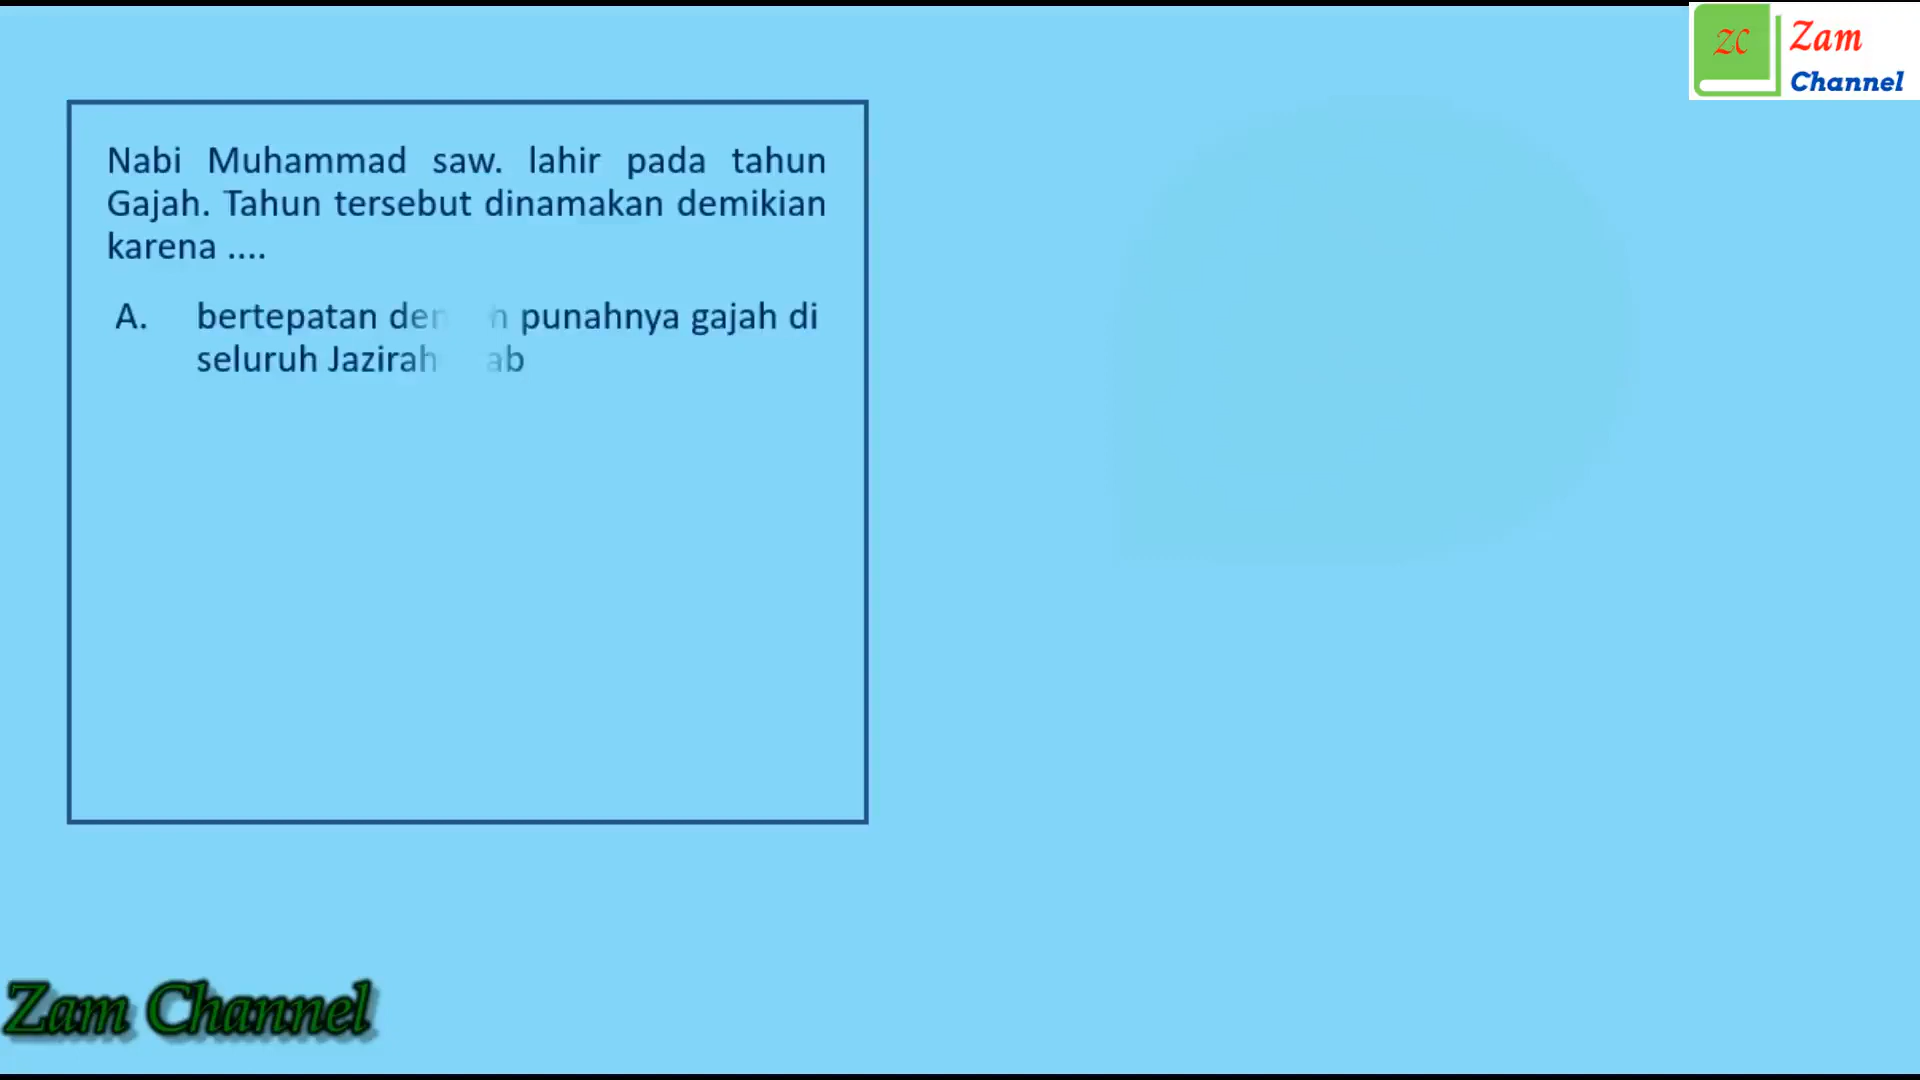 ZC Zam
Channel
Nabi Muhammad saw. lahir pada tahun
Gajah. Tahun tersebut dinamakan demikian
karena ....
A. bertepatan punahnya gajah di
seluruh Jazirah
Zam Channel